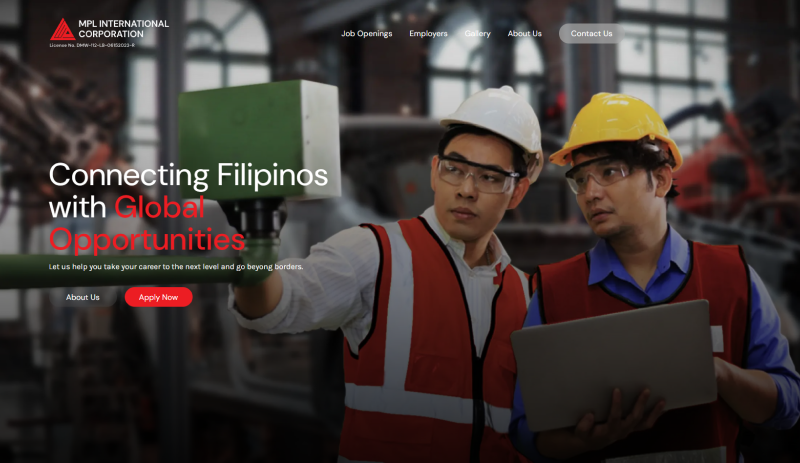 MPL INTERNATIONAL
CORPORATION
License No. DMW-112-LB-06152023-R
Job Openings Employers Gallery About Us Contact Us
Connecting Filipinos
with Global
Opportunities
Let us help you take your career to the next level and go beyong borders.
About Us Apply Now